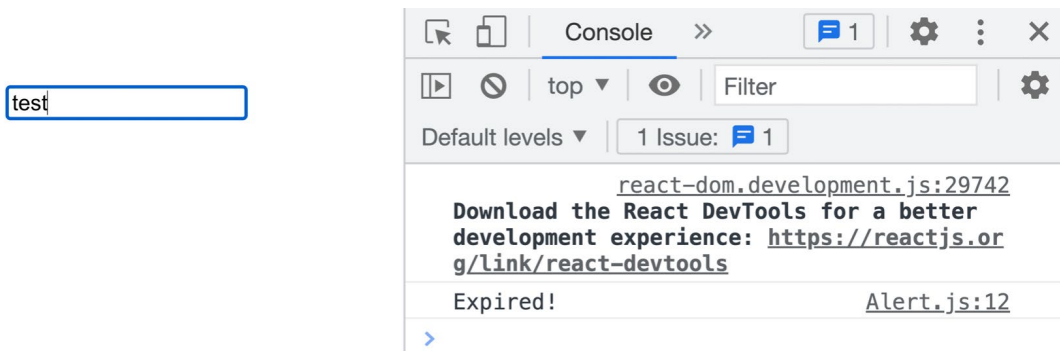 Console
1
top
Filter
test
Default levels
1 Issue:
1
react-dom.development.js:29742
Download the React DevTools for a better
development experience: https://reactjs.or
g/link/react-devtools
Expired!
Alert.js:12